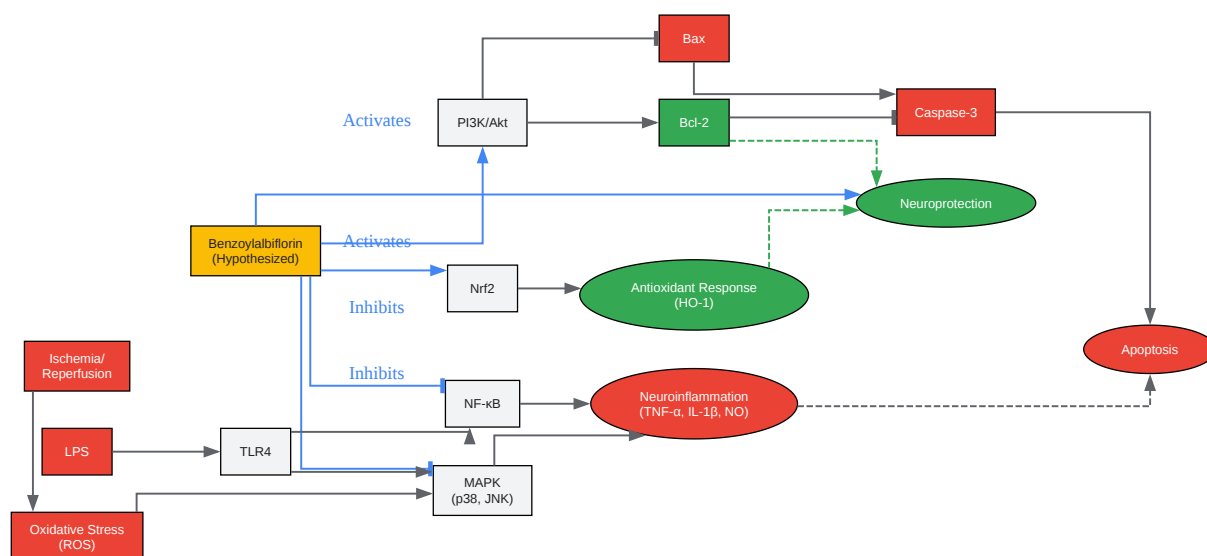 Bax
Activates
PI3K/Akt
Bcl-2
Caspase-3
Neuroprotection
Benzoylalbiflorin
(Hypothesized)
Activates
Nrf2
Antioxidant Response
(HO-1)
Inhibits
Ischemia/
Reperfusion
Apoptosis
Inhibits
NF-κB
Neuroinflammation
(TNF-α, IL-1β, NO)
LPS
TLR4
MAPK
(p38, JNK)
Oxidative Stress
(ROS)